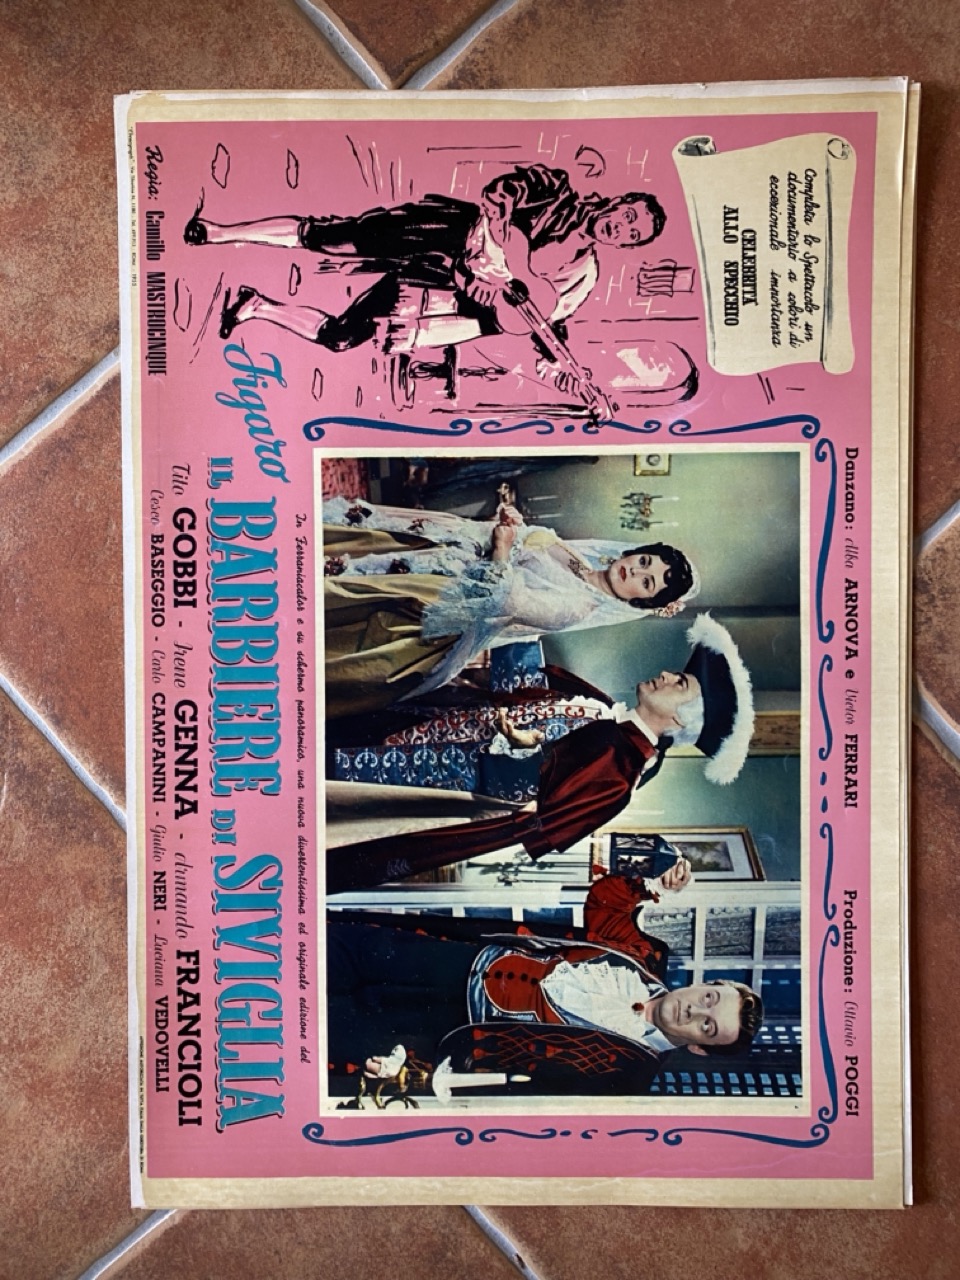 Danzano: Alba ARNOVA e Victor FERRARI
Produzione: Ottavio POGGI
Completa lo Spettacolo un
documentario a colori di
eccezionale importanza
CELEBRITA'
ALLO SPECCHIO
In Ferraniacolor e su schermo panoramico, una nuova divertentissima ed originale edizione del
Figaro
IL BARBIERE DI SIVIGLIA
Tito GOBBI - Irene GENNA - Armando FRANCIOLI
Cesco BASEGGIO - Carlo CAMPANINI - Giulio NERI - Luciana VEDOVELLI
Regia: Camillo MASTROCINQUE